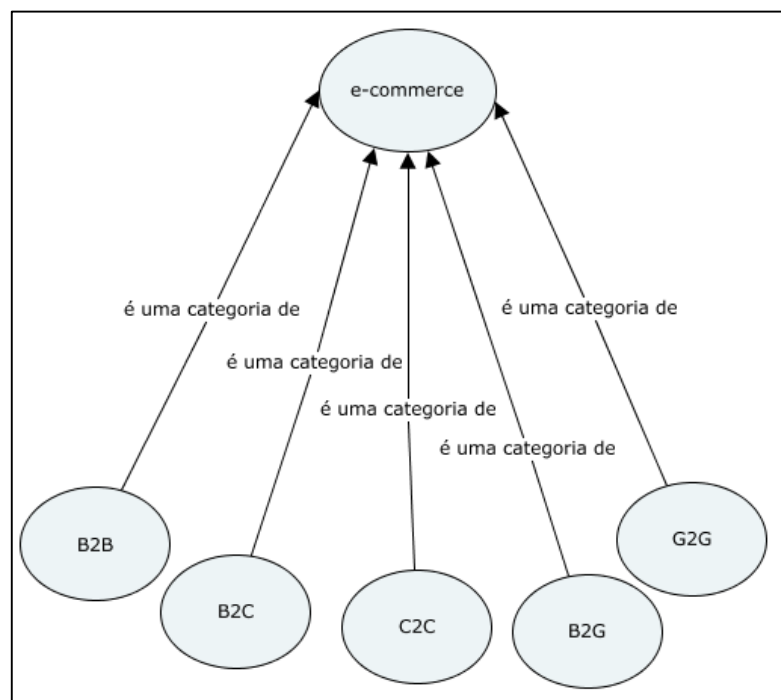 e-commerce
é uma categoria de
é uma categoria de
é uma categoria de
é uma categoria de
é uma categoria de
B2B
B2C
C2C
B2G
G2G